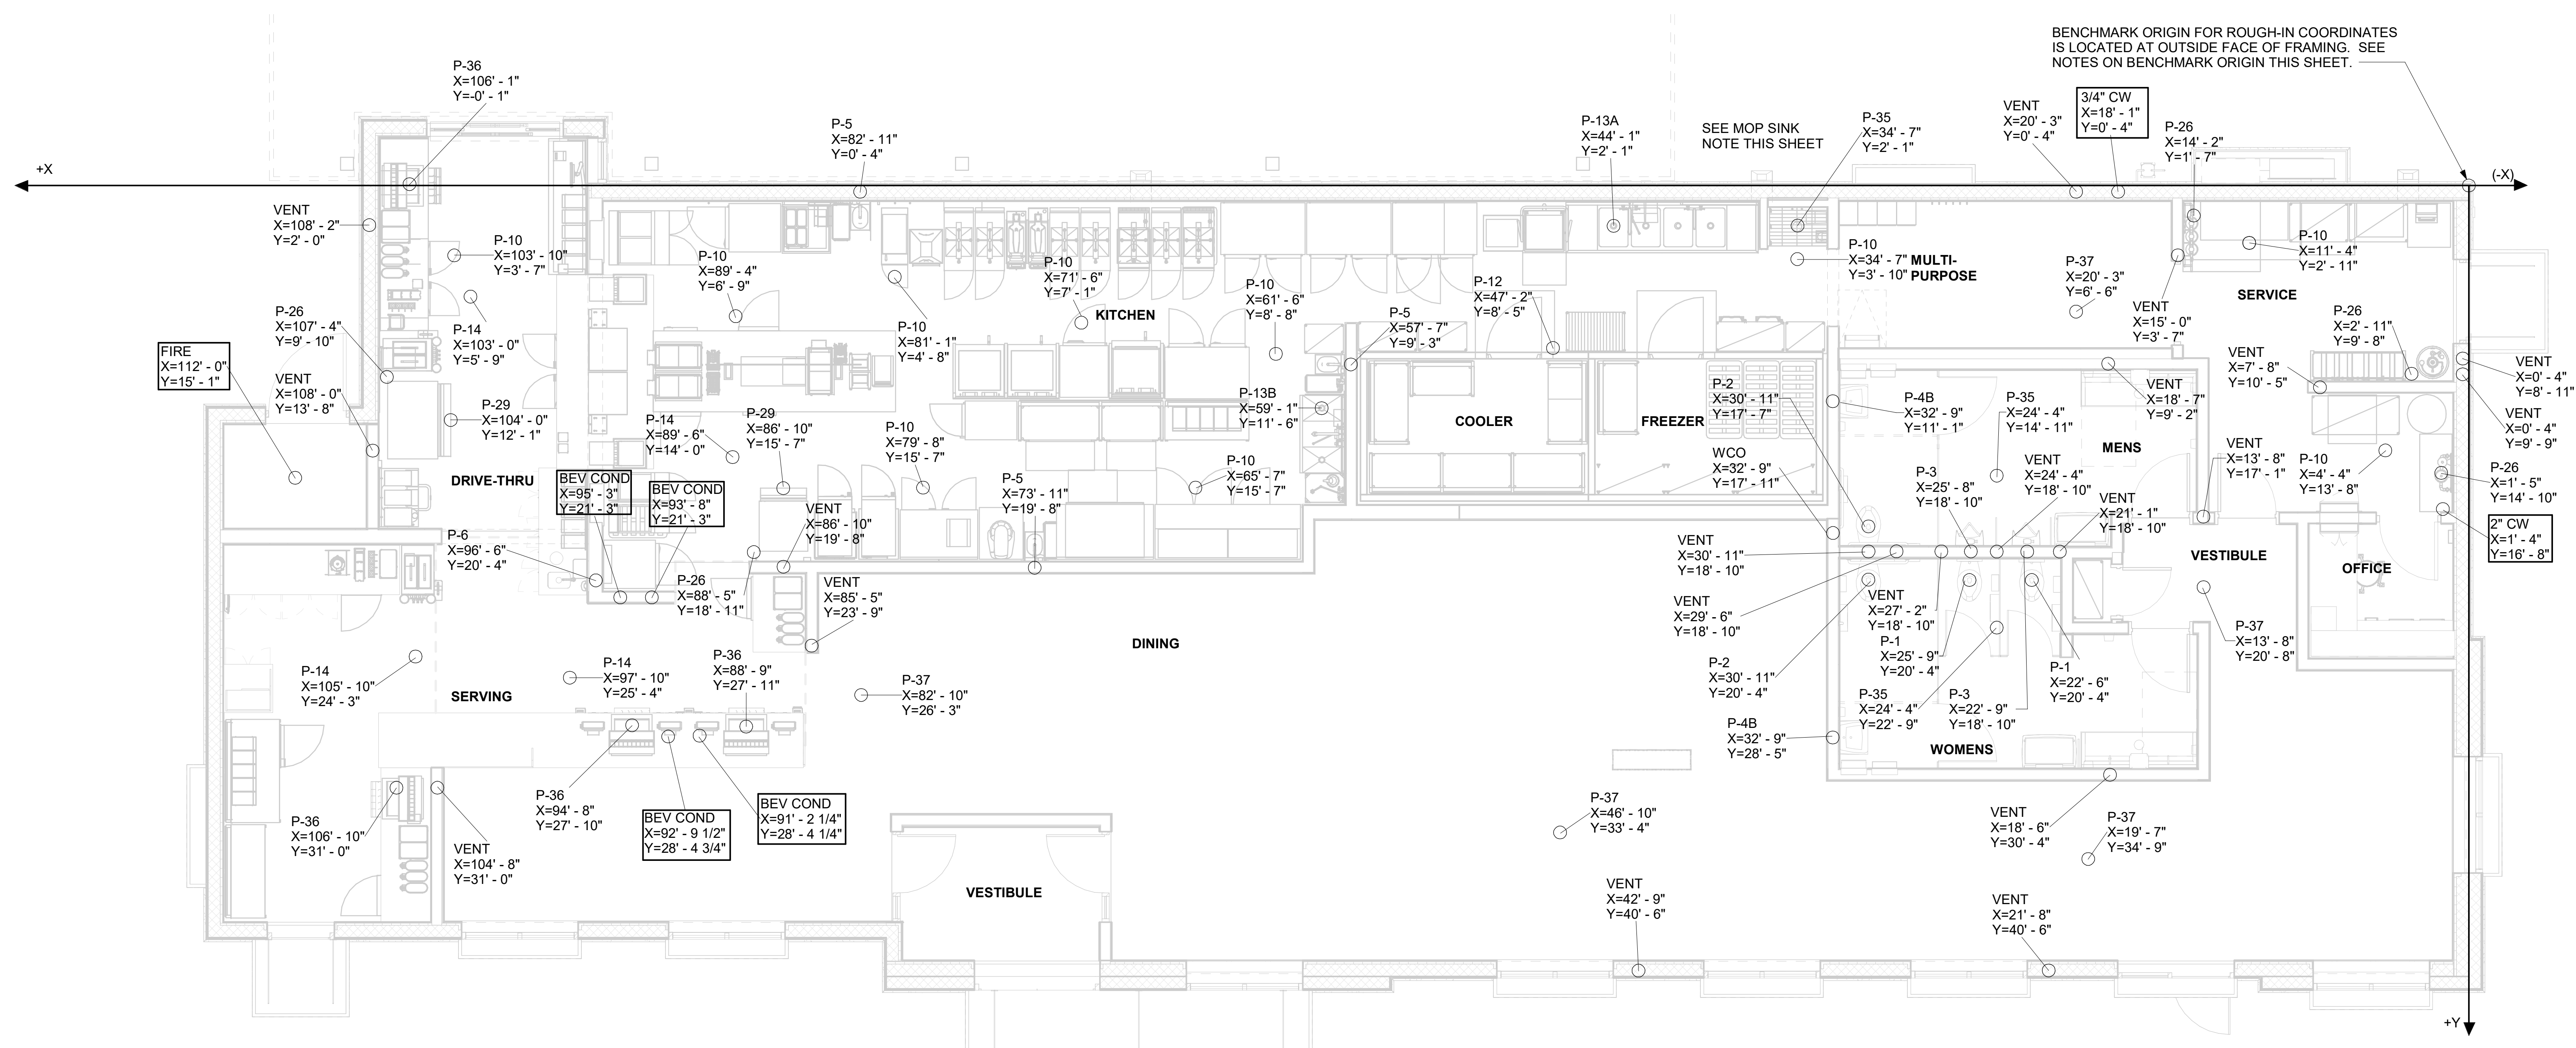 BENCHMARK ORIGIN FOR ROUGH-IN COORDINATES
IS LOCATED AT OUTSIDE FACE OF FRAMING. SEE
NOTES ON BENCHMARK ORIGIN THIS SHEET.
P-36
X=106' - 1"
Y=-0' - 1"
P-5
X=82' - 11"
Y=0' - 4"
P-13A
X=44' - 1"
Y=2' - 1"
SEE MOP SINK
NOTE THIS SHEET
P-35
X=34' - 7"
Y=2' - 1"
VENT
X=20' - 3"
Y=0' - 4"
3/4" CW
X=18' - 1"
Y=0' - 4"
P-26
X=14' - 2"
Y=1' - 7"
+X
(-X)
VENT
X=108' - 2"
Y=2' - 0"
P-10
X=103' - 10"
Y=3' - 7"
P-10
X=89' - 4"
Y=6' - 9"
P-10
X=71' - 6"
Y=7' - 1"
P-10
X=61' - 6"
Y=8' - 8"
P-12
X=47' - 2"
Y=8' - 5"
P-10
X=34' - 7"
Y=3' - 10"
MULTI-
PURPOSE
P-37
X=20' - 3"
Y=6' - 6"
P-10
X=11' - 4"
Y=2' - 11"
SERVICE
VENT
X=15' - 0"
Y=3' - 7"
P-26
X=2' - 11"
Y=9' - 8"
P-26
X=107' - 4"
Y=9' - 10"
P-14
X=103' - 0"
Y=5' - 9"
P-10
X=81' - 1"
Y=4' - 8"
KITCHEN
P-5
X=57' - 7"
Y=9' - 3"
FIRE
X=112' - 0"
Y=15' - 1"
VENT
X=108' - 0"
Y=13' - 8"
P-29
X=104' - 0"
Y=12' - 1"
P-14
X=89' - 6"
Y=14' - 0"
P-29
X=86' - 10"
Y=15' - 7"
P-10
X=79' - 8"
Y=15' - 7"
P-13B
X=59' - 1"
Y=11' - 6"
COOLER
FREEZER
P-2
X=30' - 11"
Y=17' - 7"
P-4B
X=32' - 9"
Y=11' - 1"
P-35
X=24' - 4"
Y=14' - 11"
VENT
X=18' - 7"
Y=9' - 2"
VENT
X=7' - 8"
Y=10' - 5"
VENT
X=0' - 4"
Y=8' - 11"
VENT
X=0' - 4"
Y=9' - 9"
MENS
VENT
X=13' - 8"
Y=17' - 1"
P-10
X=4' - 4"
Y=13' - 8"
P-26
X=1' - 5"
Y=14' - 10"
2" CW
X=1' - 4"
Y=16' - 8"
DRIVE-THRU
BEV COND
X=95' - 3"
Y=21' - 3"
BEV COND
X=93' - 8"
Y=21' - 3"
VENT
X=86' - 10"
Y=19' - 8"
P-5
X=73' - 11"
Y=19' - 8"
P-10
X=65' - 7"
Y=15' - 7"
WCO
X=32' - 9"
Y=17' - 11"
P-3
X=25' - 8"
Y=18' - 10"
VENT
X=24' - 4"
Y=18' - 10"
VENT
X=21' - 1"
Y=18' - 10"
VESTIBULE
OFFICE
P-6
X=96' - 6"
Y=20' - 4"
P-26
X=88' - 5"
Y=18' - 11"
VENT
X=85' - 5"
Y=23' - 9"
VENT
X=30' - 11"
Y=18' - 10"
VENT
X=29' - 6"
Y=18' - 10"
VENT
X=27' - 2"
Y=18' - 10"
P-1
X=25' - 9"
Y=20' - 4"
P-37
X=13' - 8"
Y=20' - 8"
DINING
P-14
X=105' - 10"
Y=24' - 3"
SERVING
P-14
X=97' - 10"
Y=25' - 4"
P-36
X=88' - 9"
Y=27' - 11"
P-37
X=82' - 10"
Y=26' - 3"
P-2
X=30' - 11"
Y=20' - 4"
P-35
X=24' - 4"
Y=22' - 9"
P-3
X=22' - 9"
Y=18' - 10"
P-1
X=22' - 6"
Y=20' - 4"
P-4B
X=32' - 9"
Y=28' - 5"
WOMENS
P-36
X=106' - 10"
Y=31' - 0"
VENT
X=104' - 8"
Y=31' - 0"
P-36
X=94' - 8"
Y=27' - 10"
BEV COND
X=92' - 9 1/2"
Y=28' - 4 3/4"
BEV COND
X=91' - 2 1/4"
Y=28' - 4 1/4"
P-37
X=46' - 10"
Y=33' - 4"
VENT
X=18' - 6"
Y=30' - 4"
P-37
X=19' - 7"
Y=34' - 9"
VESTIBULE
VENT
X=42' - 9"
Y=40' - 6"
VENT
X=21' - 8"
Y=40' - 6"
+Y